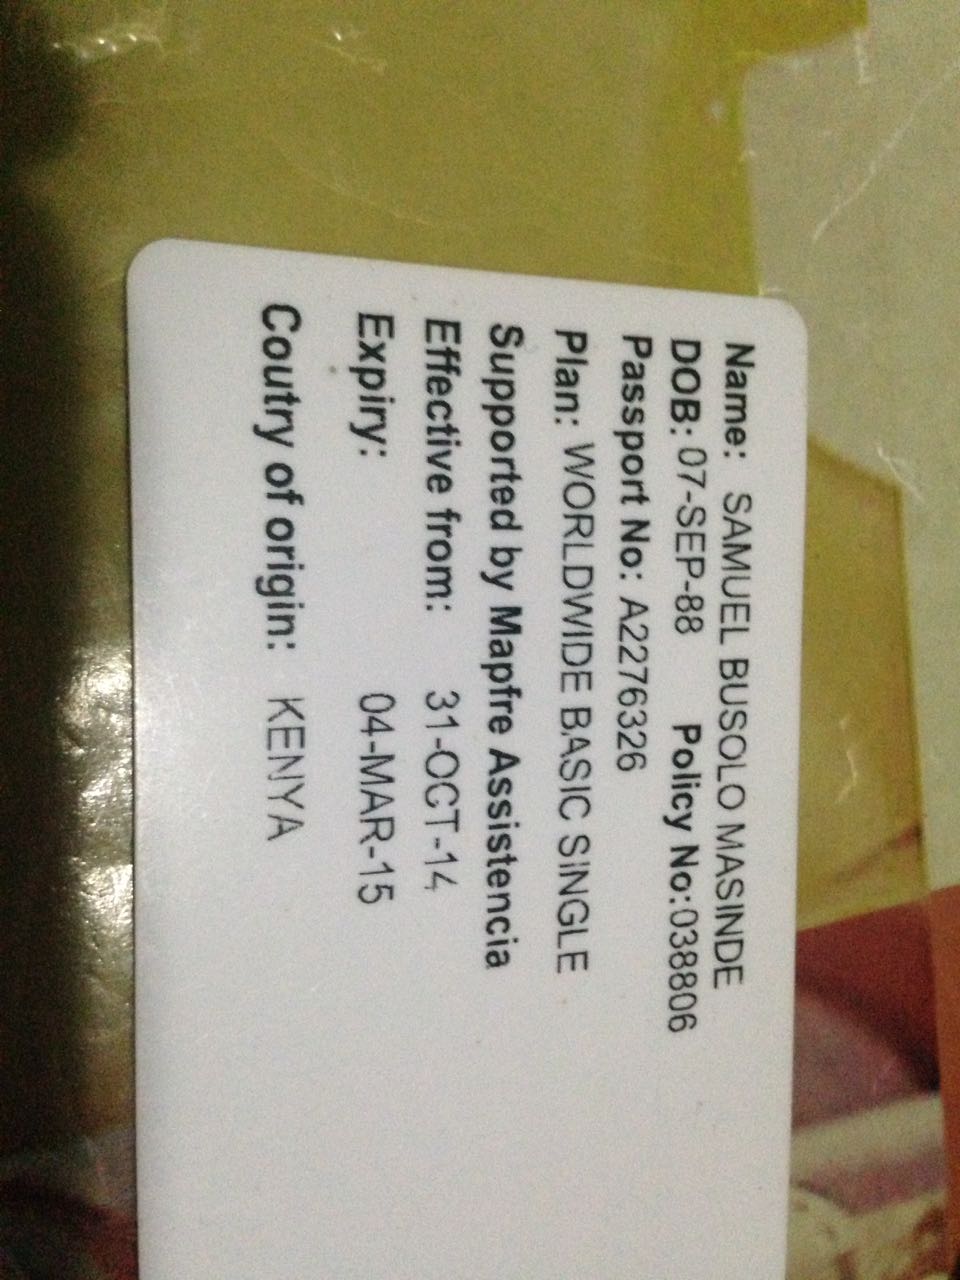 Name: SAMUEL BUSOLO MASINDE
DOB: 07-SEP-88 Policy No:038806
Passport No: A2276326
Plan: WORLDWIDE BASIC SINGLE
Supported by Mapfre Assistencia
Effective from: 31-OCT-14
Expiry: 04-MAR-15
Coutry of origin: KENYA